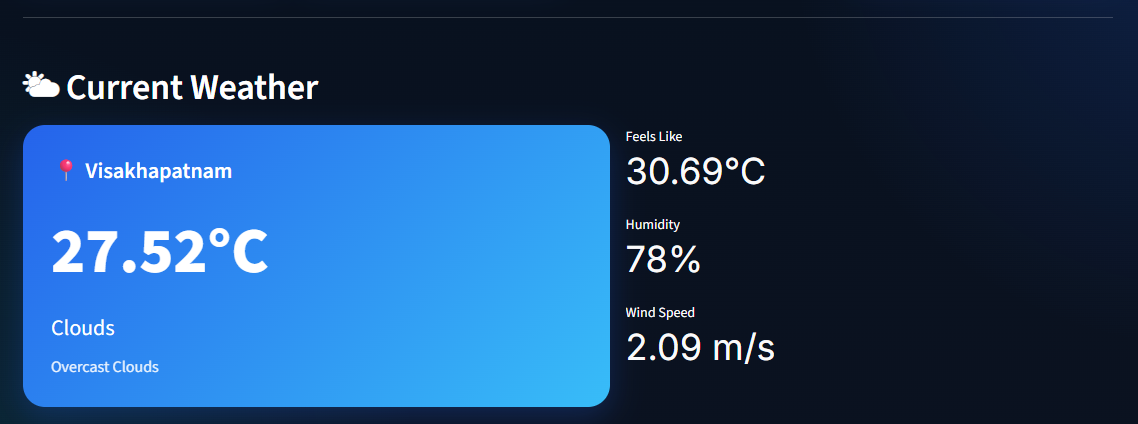 Current Weather
Visakhapatnam
27.52°C
Clouds
Overcast Clouds
Feels Like
30.69°C
Humidity
78%
Wind Speed
2.09 m/s